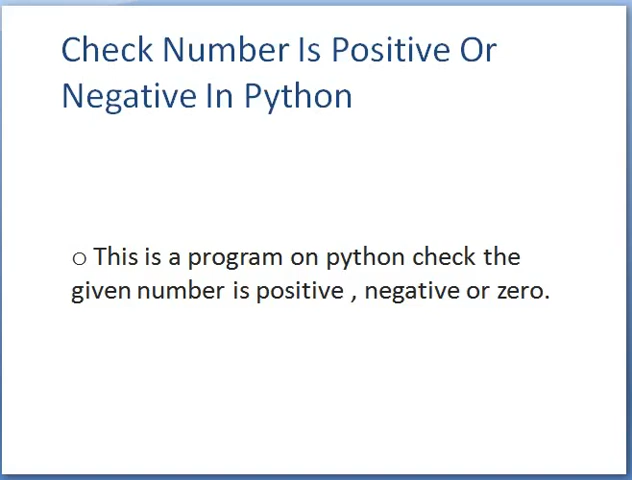 Check Number Is Positive Or
Negative In Python
○ This is a program on python check the
given number is positive , negative or zero.